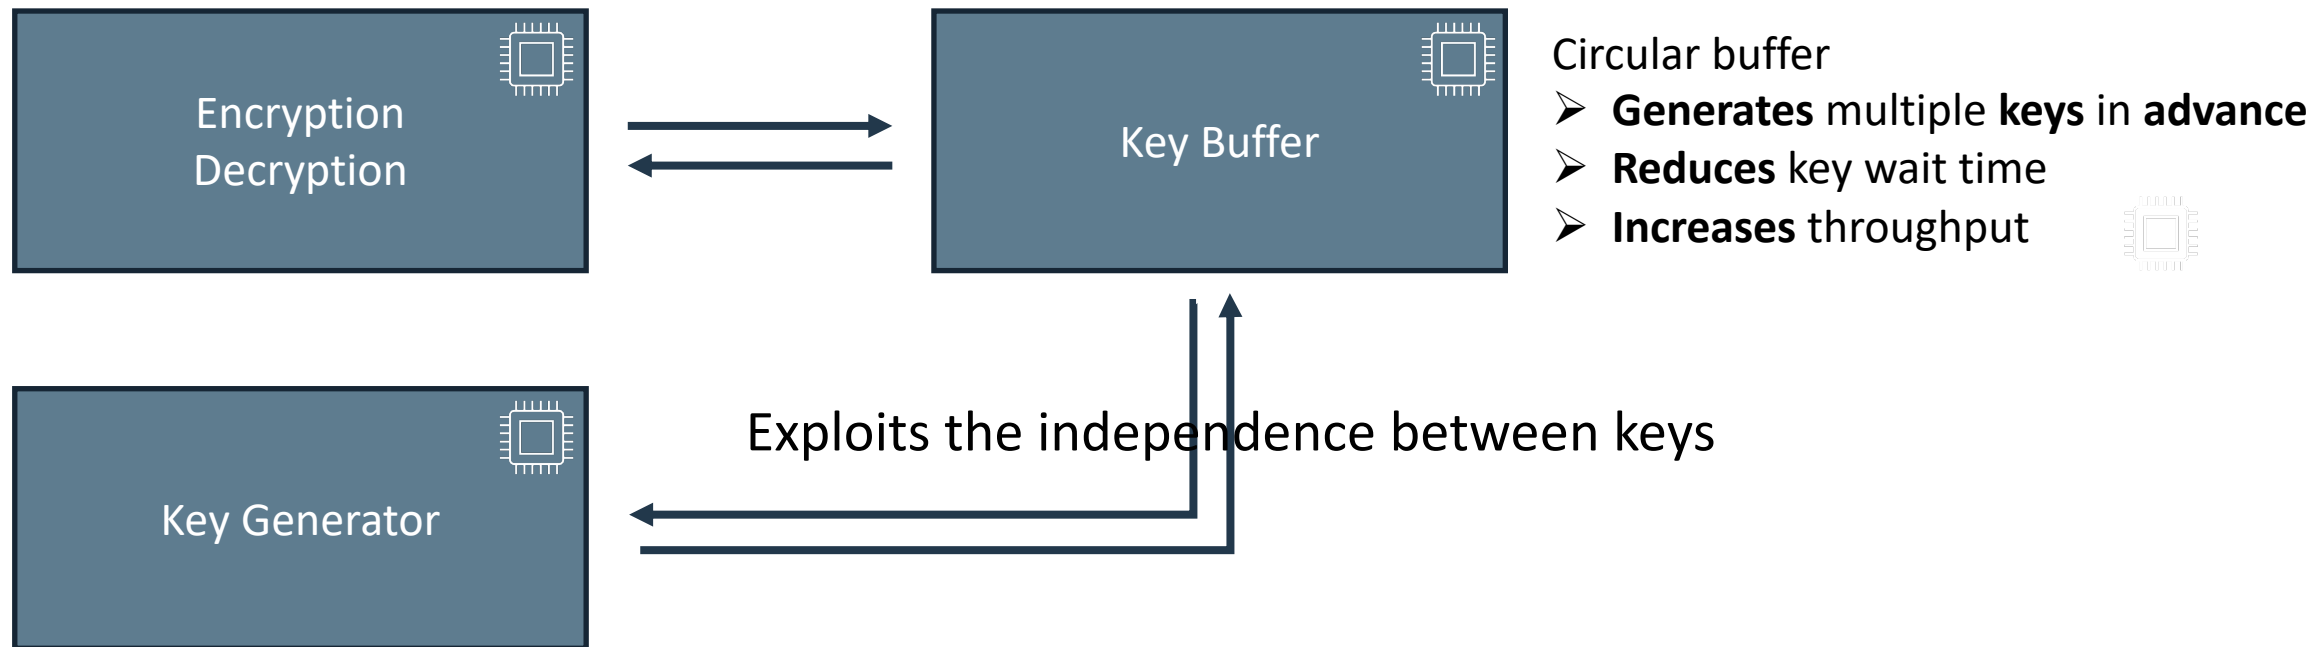 Encryption
Decryption
Key Buffer
Circular buffer
➢ Generates multiple keys in advance
➢ Reduces key wait time
➢ Increases throughput
Exploits the independence between keys
Key Generator